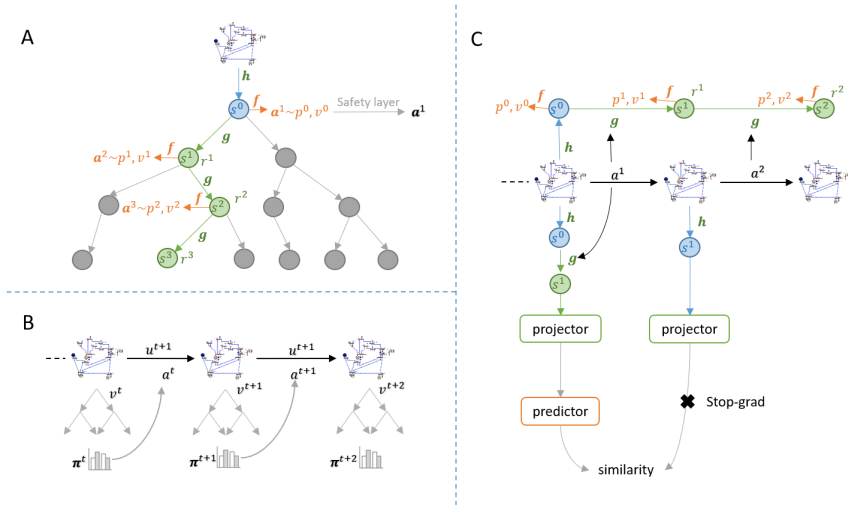 A
h
s⁰
f
a¹~p⁰, v⁰
Safety layer
a¹
g
a²~p¹, v¹
f
s¹
r¹
g
a³~p², v²
f
s²
r²
g
s³
r³
B
uᵗ⁺¹
uᵗ⁺¹
aᵗ
aᵗ⁺¹
vᵗ
vᵗ⁺¹
vᵗ⁺²
πᵗ
πᵗ⁺¹
πᵗ⁺²
C
p⁰, v⁰
f
s⁰
p¹, v¹
f
r¹
s¹
p², v²
f
r²
s²
g
g
h
a¹
a²
h
h
s⁰
s¹
g
s¹
projector
projector
predictor
Stop-grad
similarity